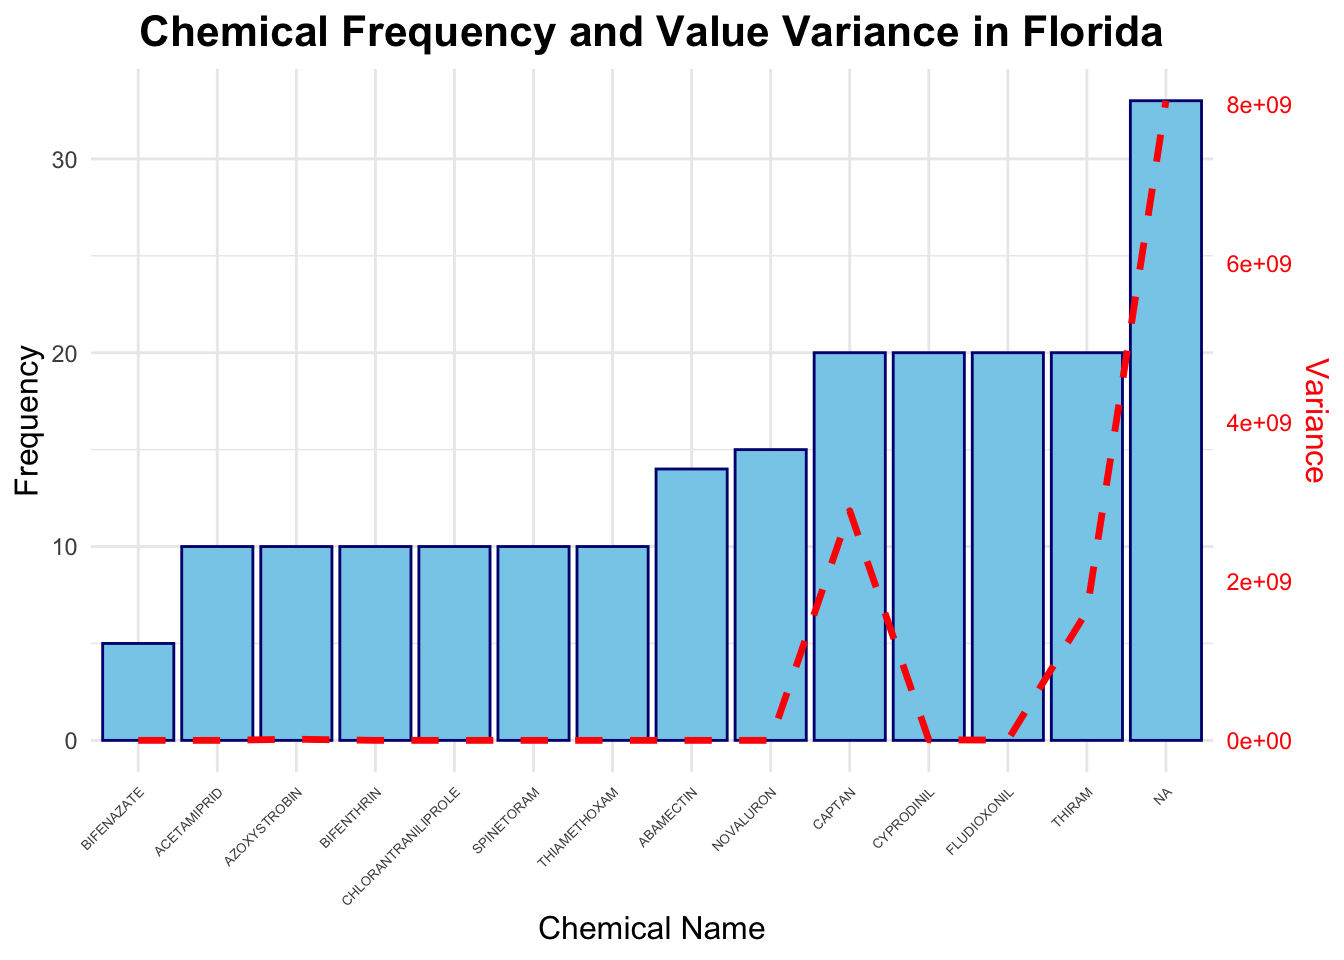 Chemical Frequency and Value Variance in Florida
Frequency
30
20
10
0
8e+09
6e+09
4e+09
2e+09
0e+00
Variance
BIFENAZATE
ACETAMIPRID
AZOXYSTROBIN
BIFENTHRIN
CHLORANTRANILIPROLE
SPINETORAM
THIAMETHOXAM
ABAMECTIN
NOVALURON
CAPTAN
CYPRODINIL
FLUDIOXONIL
THIRAM
NA
Chemical Name